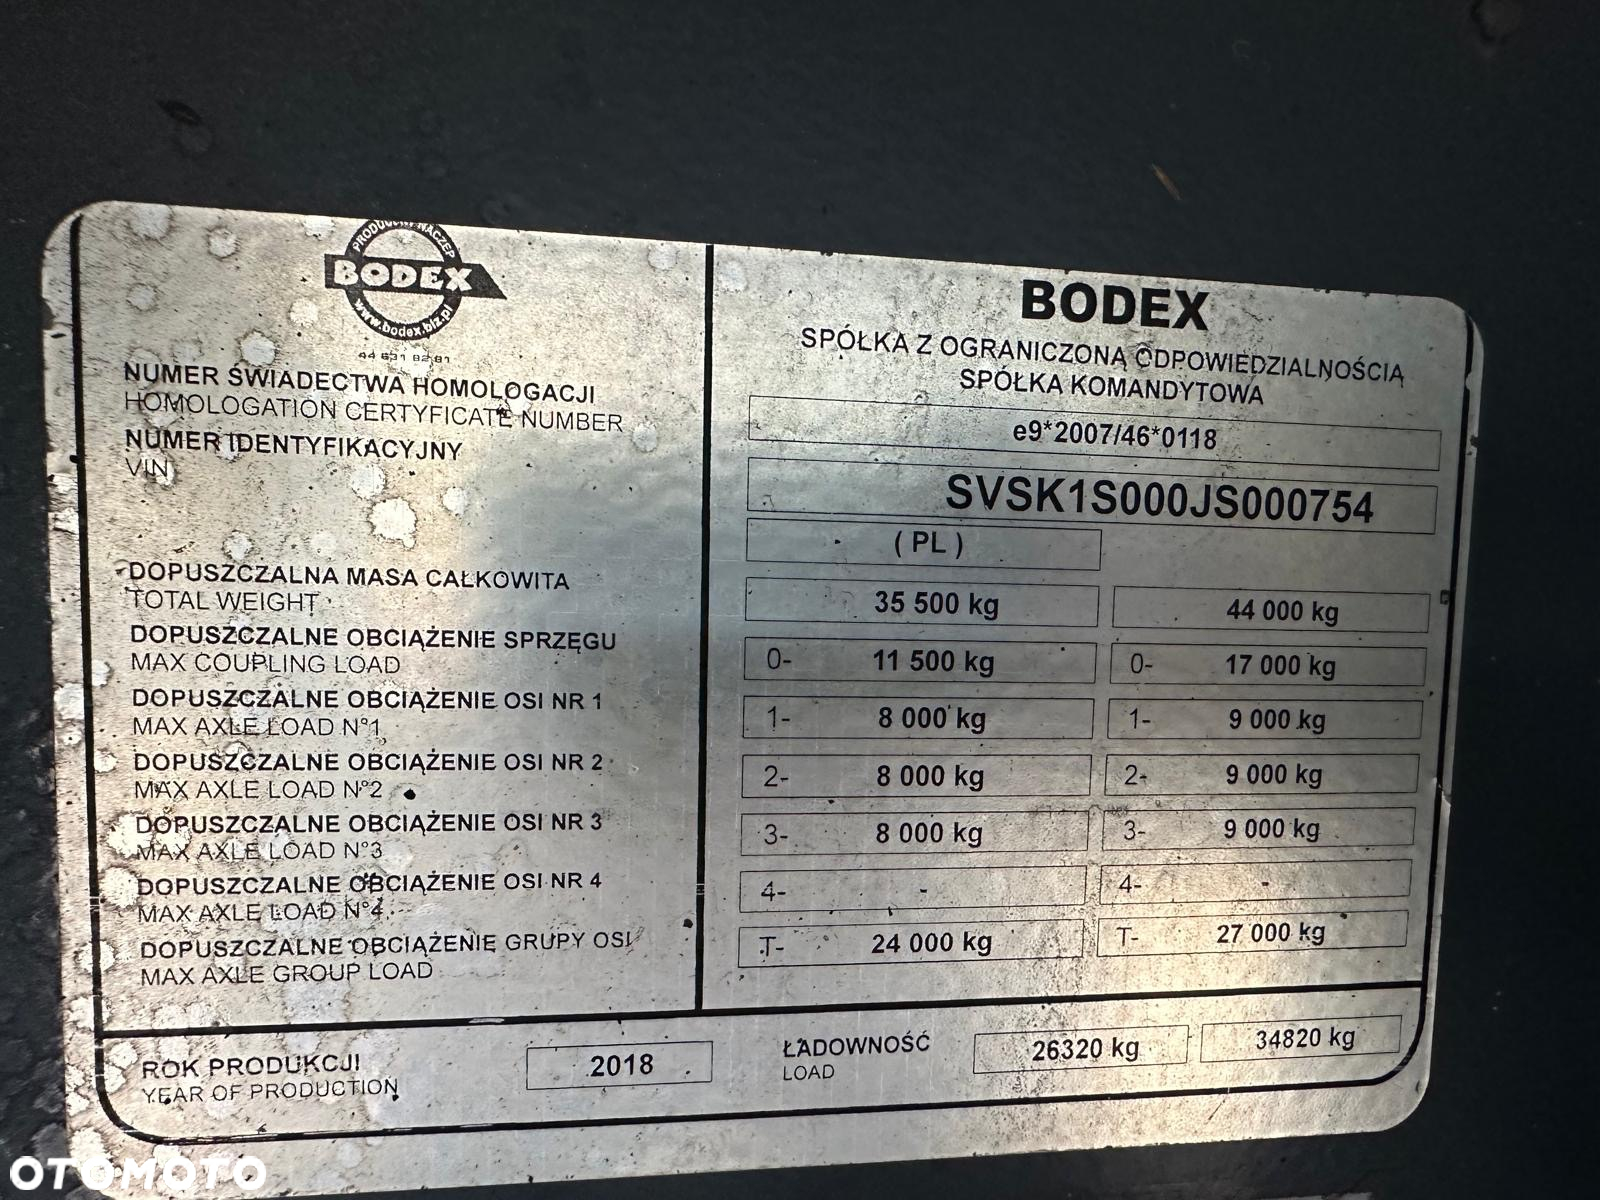 PRODUCENT NACZEP
BODEX
www.bodex.biz.pl
44 631 82 81
BODEX
SPÓŁKA Z OGRANICZONĄ ODPOWIEDZIALNOŚCIĄ
SPÓŁKA KOMANDYTOWA
NUMER ŚWIADECTWA HOMOLOGACJI
HOMOLOGATION CERTYFICATE NUMBER
e9*2007/46*0118
NUMER IDENTYFIKACYJNY
VIN
SVSK1S000JS000754
( PL )
DOPUSZCZALNA MASA CAŁKOWITA
TOTAL WEIGHT
35 500 kg 44 000 kg
DOPUSZCZALNE OBCIĄŻENIE SPRZĘGU
MAX COUPLING LOAD
0- 11 500 kg 0- 17 000 kg
DOPUSZCZALNE OBCIĄŻENIE OSI NR 1
MAX AXLE LOAD N°1
1- 8 000 kg 1- 9 000 kg
DOPUSZCZALNE OBCIĄŻENIE OSI NR 2
MAX AXLE LOAD N°2
2- 8 000 kg 2- 9 000 kg
DOPUSZCZALNE OBCIĄŻENIE OSI NR 3
MAX AXLE LOAD N°3
3- 8 000 kg 3- 9 000 kg
DOPUSZCZALNE OBCIĄŻENIE OSI NR 4
MAX AXLE LOAD N°4
4- - 4- -
DOPUSZCZALNE OBCIĄŻENIE GRUPY OSI
MAX AXLE GROUP LOAD
T- 24 000 kg T- 27 000 kg
ROK PRODUKCJI
YEAR OF PRODUCTION
2018
ŁADOWNOŚĆ
LOAD
26320 kg 34820 kg
OTOMOTO